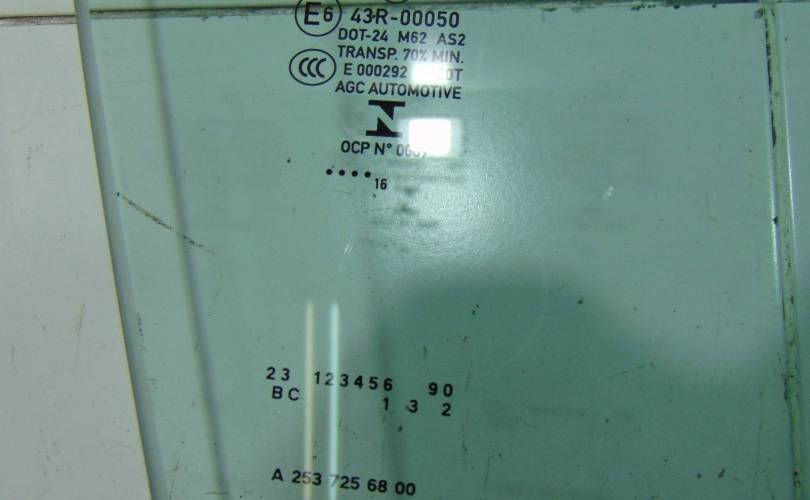 E6 43R-00050
DOT-24 M62 AS2
TRANSP. 70% MIN.
CCC E 000292
AGC AUTOMOTIVE
N
OCP N°
•••• 16
23 123456 90
BC 1 3 2
A 253 725 68 00